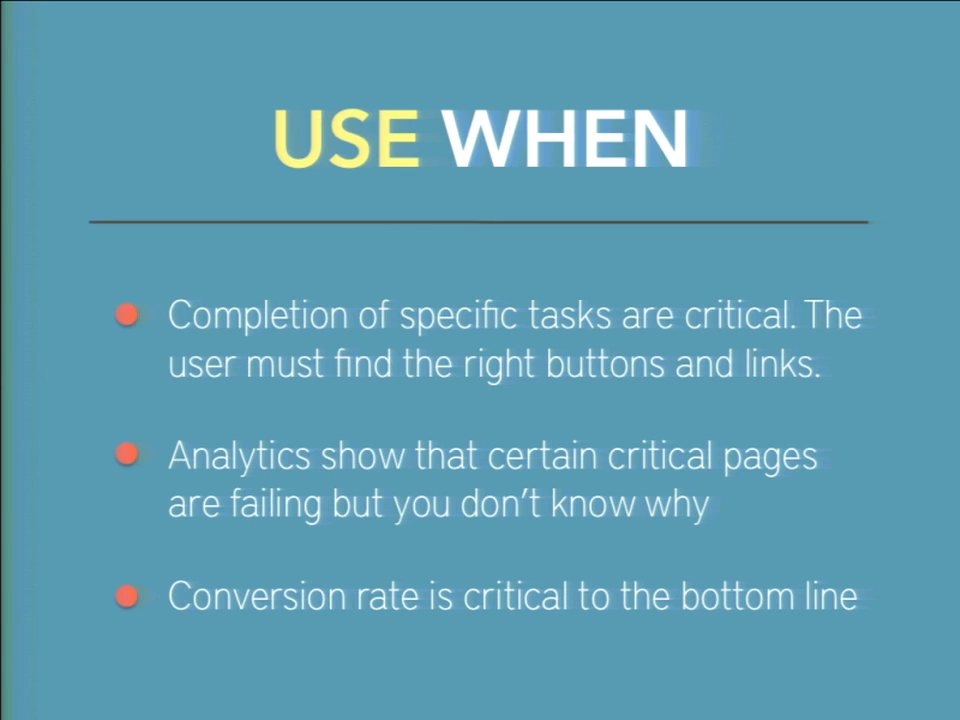 USE WHEN
Completion of specific tasks are critical. The
user must find the right buttons and links.
Analytics show that certain critical pages
are failing but you don’t know why
Conversion rate is critical to the bottom line